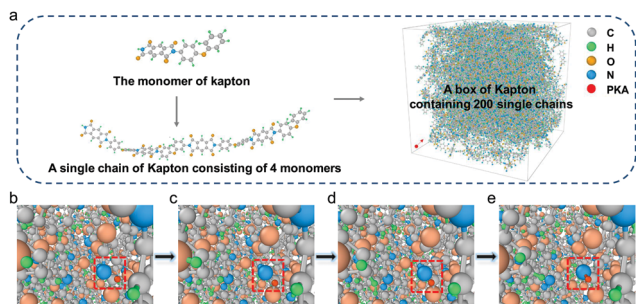 a
The monomer of kapton
A single chain of Kapton consisting of 4 monomers
A box of Kapton
containing 200 single chains
C
H
O
N
PKA
b
c
d
e